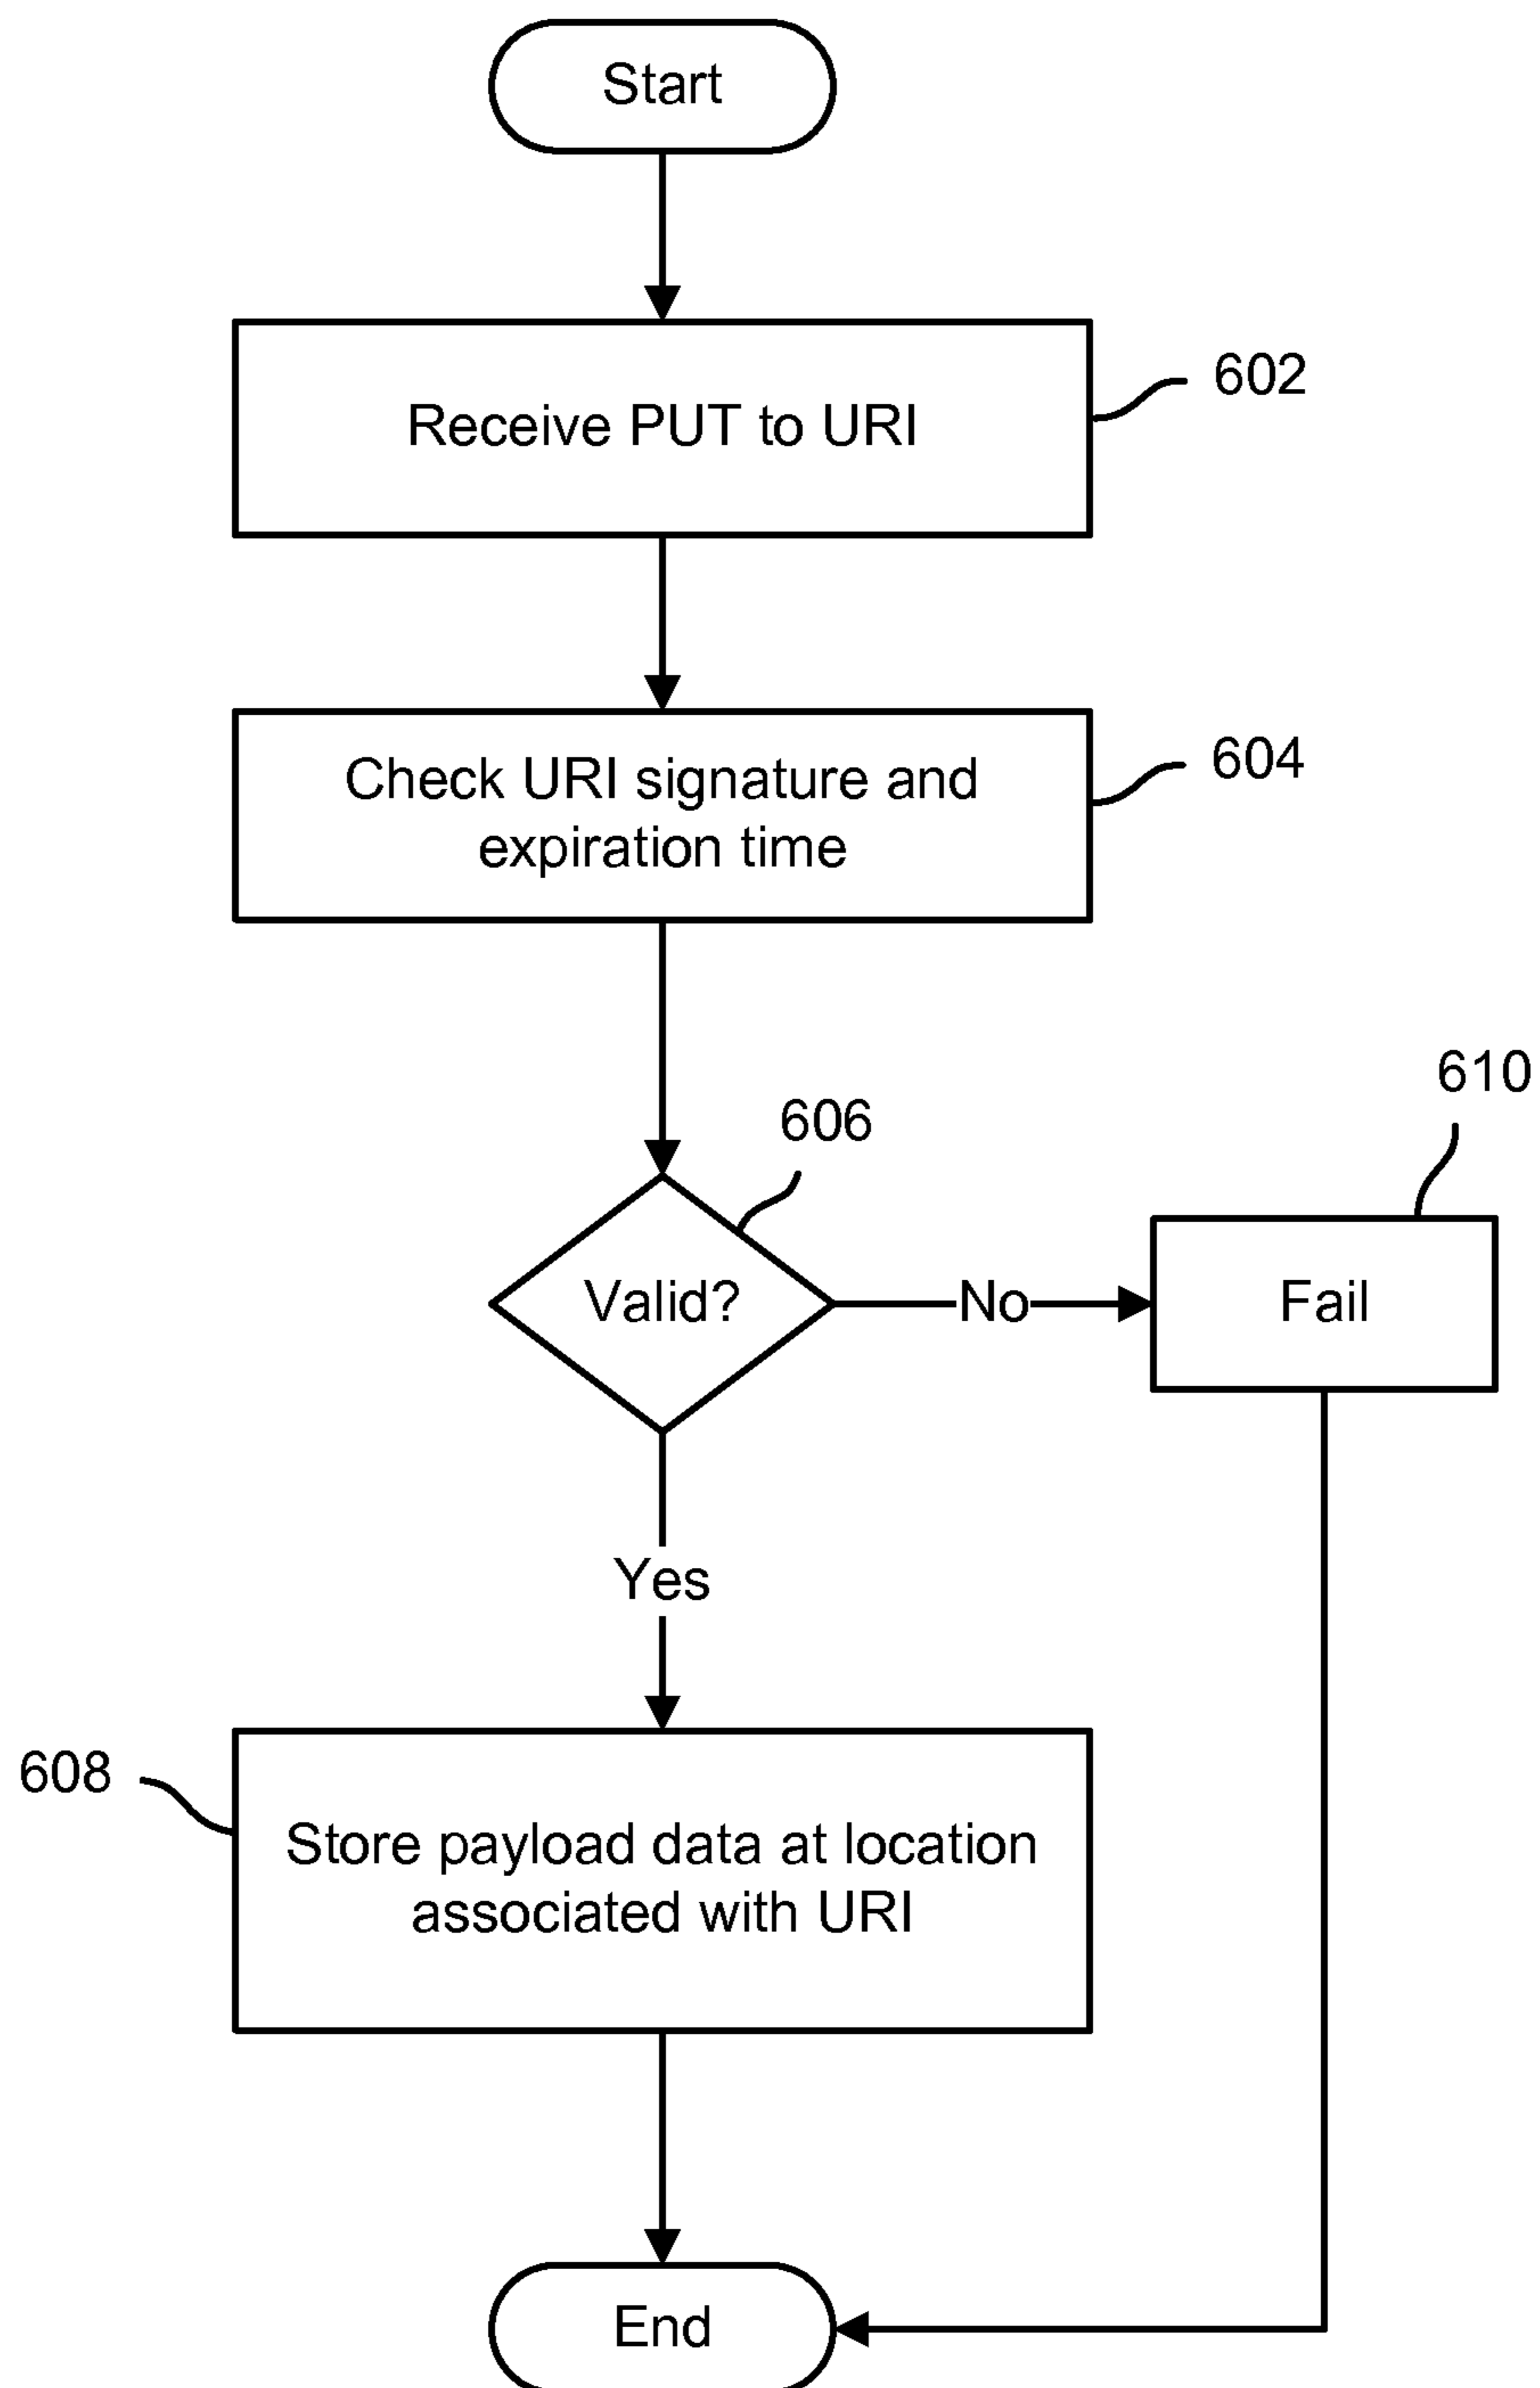 Start
Receive PUT to URI
602
Check URI signature and
expiration time
604
606
610
Valid?
No
Fail
Yes
608
Store payload data at location
associated with URI
End